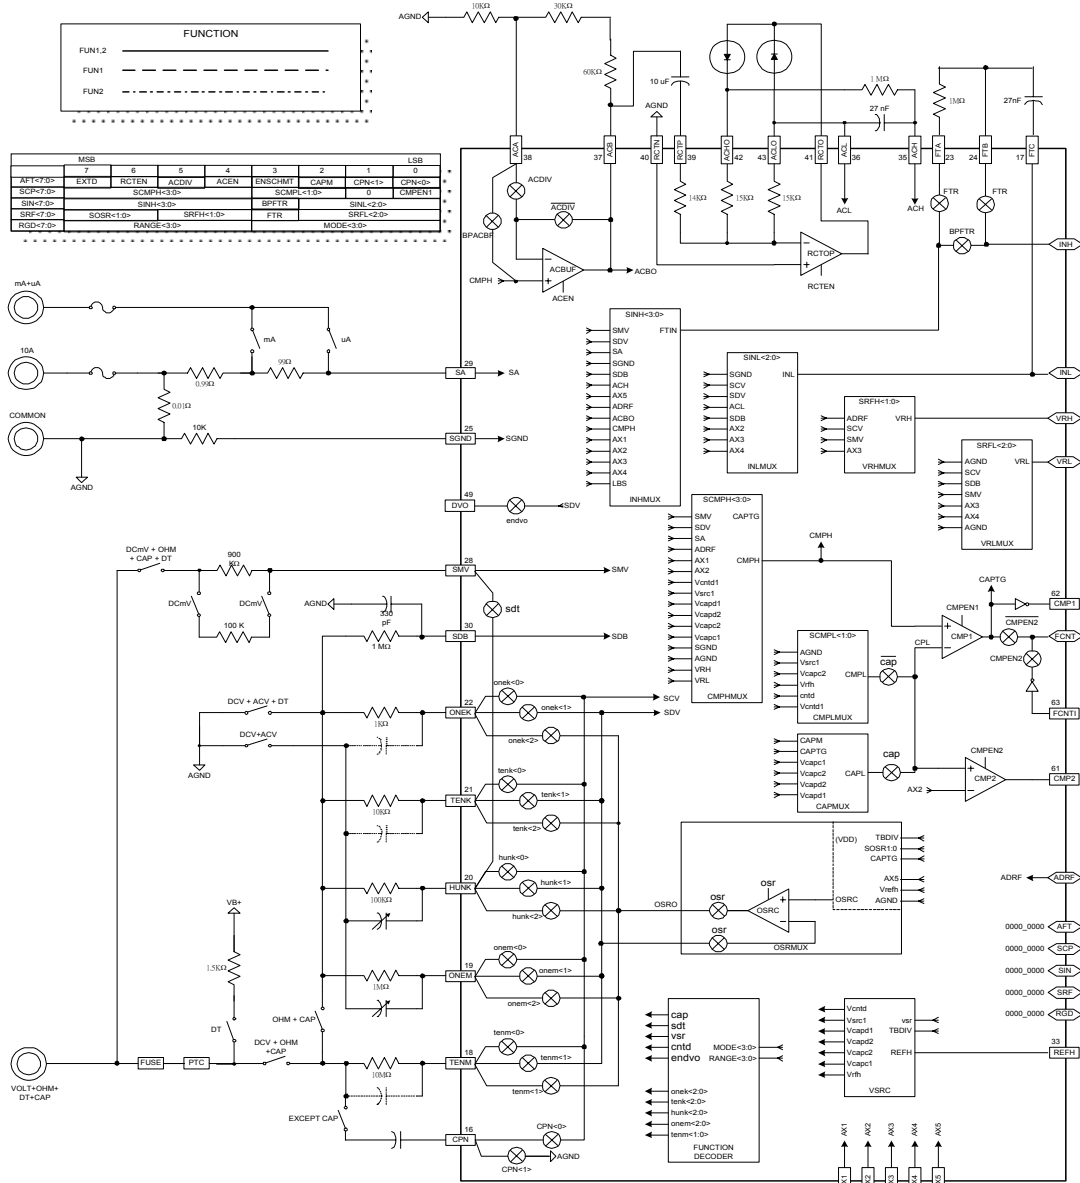 FUNCTION
FUN1,2
FUN1
FUN2
MSB LSB
7 6 5 4 3 2 1 0
AFT<7:0> EXTD RCTEN ACDIV ACEN ENSCHMT CAPM CPN<1> CPN<0>
SCP<7:0> SCMPH<3:0> SCMPL<1:0> 0 CMPEN1
SIN<7:0> SINH<3:0> BPFTR SINL<2:0>
SRF<7:0> SOSR<1:0> SRFH<1:0> FTR SRFL<2:0>
RGD<7:0> RANGE<3:0> MODE<3:0>
AGND
10KΩ
30KΩ
60KΩ
10 uF
AGND
1 MΩ
27 nF
1MΩ
27nF
ACA 38
ACB 37
RCTN 40
RCTP 39
ACHO 42
ACLO 43
RCTO 41
ACL 36
ACH 35
FTA 23
FTB 24
FTC 17
ACDIV
ACDIV
BPACBF
CMPH
ACBUF
ACEN
ACBO
14KΩ
15KΩ
15KΩ
RCTOP
RCTEN
ACL
ACH
FTR
FTR
BPFTR
INH
INL
VRH
VRL
mA+uA
10A
COMMON
mA
uA
0.99Ω
99Ω
0.01Ω
10K
AGND
29
SA
SA
25
SGND
SGND
49
DVO
endvo
SDV
SINH<3:0>
SMV
FTIN
SDV
SA
SGND
SDB
ACH
AX5
ADRF
ACBO
CMPH
AX1
AX2
AX3
AX4
LBS
INHMUX
SINL<2:0>
SGND
INL
SCV
SDV
ACL
SDB
AX2
AX3
AX4
INLMUX
SRFH<1:0>
ADRF
VRH
SCV
SMV
AX3
VRHMUX
SRFL<2:0>
AGND
VRL
SCV
SDB
SMV
AX3
AX4
AGND
VRLMUX
SCMPH<3:0>
SMV
CAPTG
SDV
SA
ADRF
AX1
CMPH
AX2
Vcntd1
Vsrc1
Vcapd1
Vcapd2
Vcapc2
Vcapc1
SGND
AGND
VRH
VRL
CMPHMUX
CMPH
SCMPL<1:0>
AGND
Vsrc1
Vcapc2
CMPL
Vrfh
cntd
Vcntd1
CMPLMUX
cap
CPL
CAPM
CAPTG
Vcapc1
Vcapc2
CAPL
Vcapd2
Vcapd1
CAPMUX
cap
AX2
CMPEN1
CMP1
CAPTG
CMPEN2
CMPEN2
62
CMP1
FCNT
63
FCNTI
CMPEN2
CMP2
61
CMP2
DCmV + OHM
+ CAP + DT
900
KΩ
DCmV
DCmV
100 K
28
SMV
SMV
sdt
AGND
330
pF
1 MΩ
30
SDB
SDB
DCV + ACV + DT
DCV+ACV
AGND
1KΩ
22
ONEK
onek<0>
onek<1>
onek<2>
SCV
SDV
10KΩ
21
TENK
tenk<0>
tenk<1>
tenk<2>
100KΩ
20
HUNK
hunk<0>
hunk<1>
hunk<2>
1MΩ
19
ONEM
onem<0>
onem<1>
onem<2>
VB+
1.5KΩ
DT
OHM + CAP
DCV + OHM
+CAP
10MΩ
18
TENM
tenm<0>
tenm<1>
tenm<1>
FUSE
PTC
VOLT+OHM+
DT+CAP
EXCEPT CAP
16
CPN
CPN<0>
CPN<1>
AGND
OSRO
osr
osr
osr
OSRC
OSRC
(VDD)
TBDIV
SOSR1:0
CAPTG
AX5
Vrefh
AGND
OSRMUX
ADRF
ADRF
0000_0000 AFT
0000_0000 SCP
0000_0000 SIN
0000_0000 SRF
0000_0000 RGD
cap
sdt
vsr
cntd
MODE<3:0>
endvo
RANGE<3:0>
onek<2:0>
tenk<2:0>
hunk<2:0>
onem<2:0>
tenm<1:0>
FUNCTION
DECODER
Vcntd
Vsrc1
vsr
Vcapd1
TBDIV
Vcapd2
Vcapc2
REFH
Vcapc1
Vrfh
VSRC
33
REFH
AX1 AX2 AX3 AX4 AX5
X1 X2 X3 X4 X5